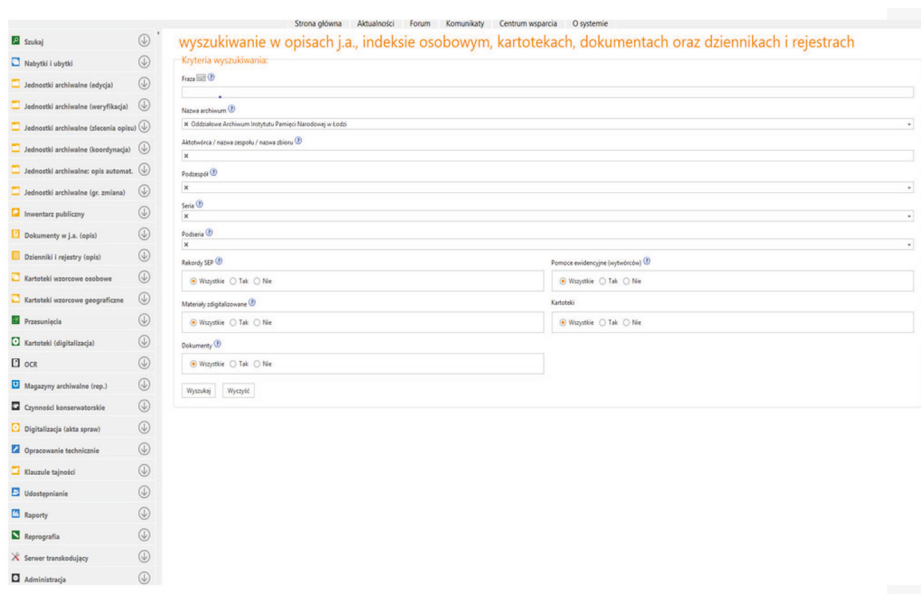 Strona główna Aktualności Forum Komunikaty Centrum wsparcia O systemie
Szukaj
Nabytki i ubytki
Jednostki archiwalne (edycja)
Jednostki archiwalne (weryfikacja)
Jednostki archiwalne (zlecenia opisu)
Jednostki archiwalne (koordynacja)
Jednostki archiwalne: opis automat.
Jednostki archiwalne (gr. zmiana)
Inwentarz publiczny
Dokumenty w j.a. (opis)
Dzienniki i rejestry (opis)
Kartoteki wzorcowe osobowe
Kartoteki wzorcowe geograficzne
Przesunięcia
Kartoteki (digitalizacja)
OCR
Magazyny archiwalne (rep.)
Czynności konserwatorskie
Digitalizacja (akta spraw)
Opracowanie technicznie
Klauzule tajności
Udostępnianie
Raporty
Reprografia
Serwer transkodujący
Administracja
wyszukiwanie w opisach j.a., indeksie osobowym, kartotekach, dokumentach oraz dziennikach i rejestrach
Kryteria wyszukiwania:
Fraza
Nazwa archiwum
× Oddziałowe Archiwum Instytutu Pamięci Narodowej w Łodzi
Aktotwórca / nazwa zespołu / nazwa zbioru
×
Podzespół
×
Seria
×
Podseria
×
Rekordy SEP
Wszystkie Tak Nie
Pomoce ewidencyjne (wytwórców)
Wszystkie Tak Nie
Materiały zdigitalizowane
Wszystkie Tak Nie
Kartoteki
Wszystkie Tak Nie
Dokumenty
Wszystkie Tak Nie
Wyszukaj Wyczyść